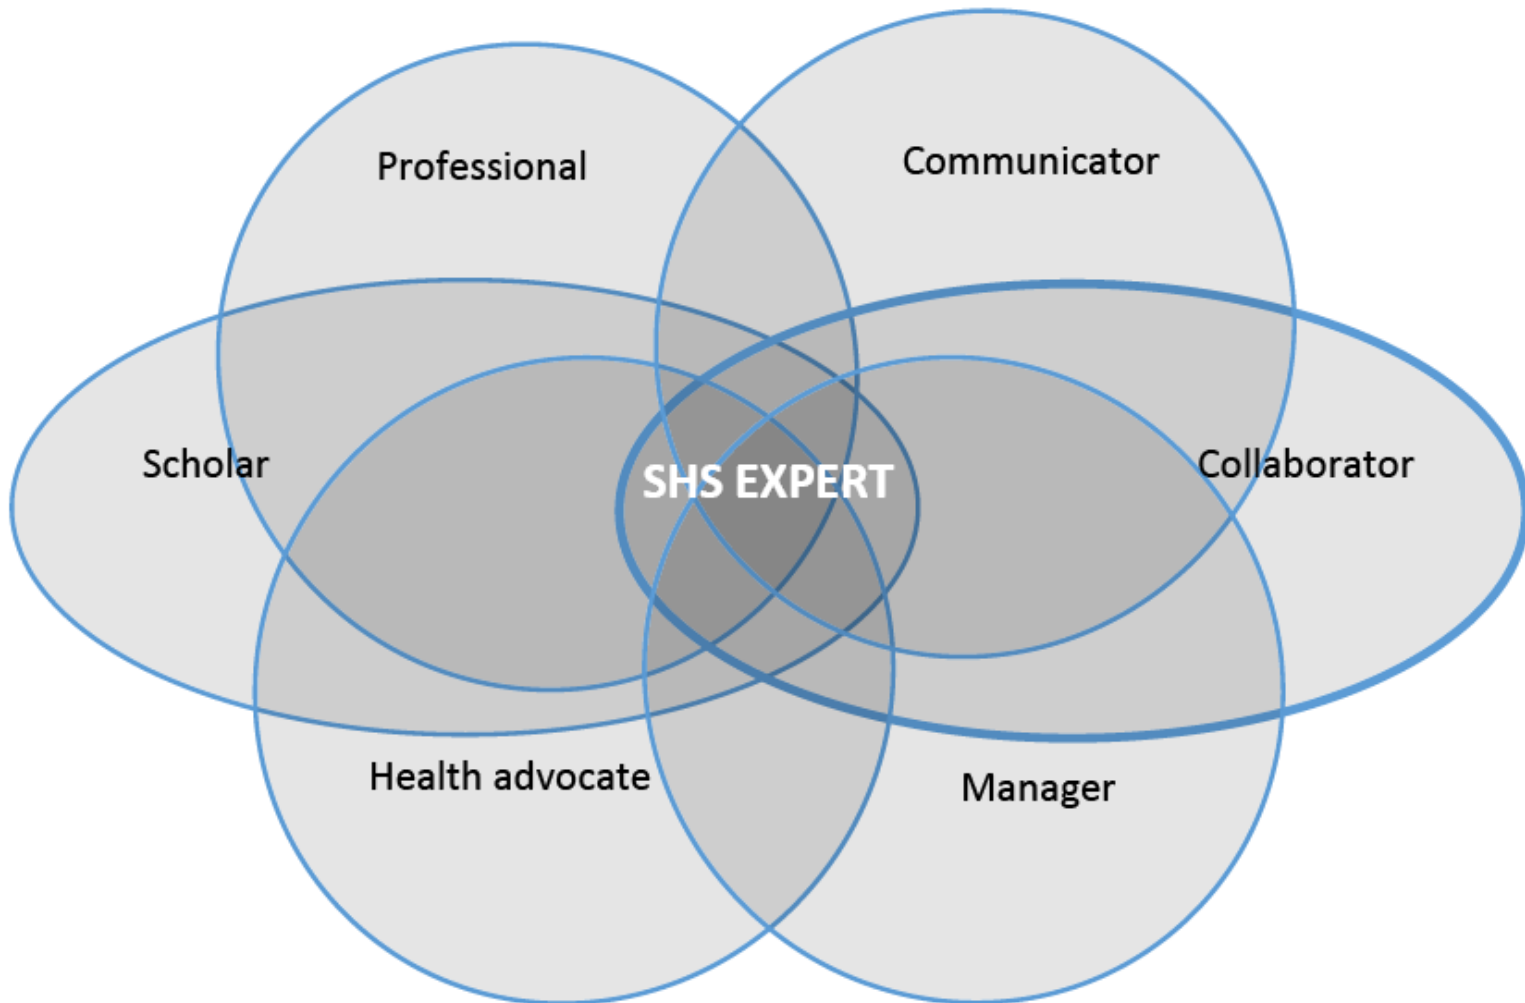 Professional
Communicator
Scholar
SHS EXPERT
Collaborator
Health advocate
Manager